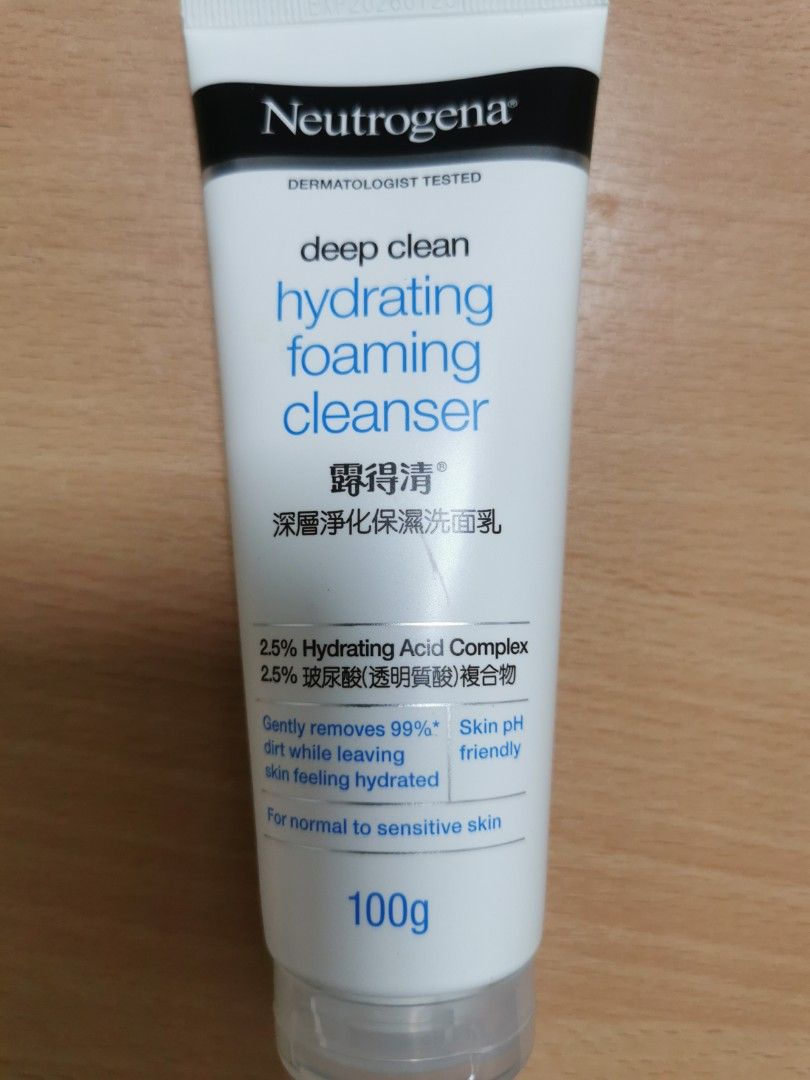 Neutrogena®
DERMATOLOGIST TESTED
deep clean
hydrating
foaming
cleanser
露得清®
深層淨化保濕洗面乳
2.5% Hydrating Acid Complex
2.5% 玻尿酸(透明質酸)複合物
Gently removes 99%*
dirt while leaving
skin feeling hydrated
Skin pH
friendly
For normal to sensitive skin
100g